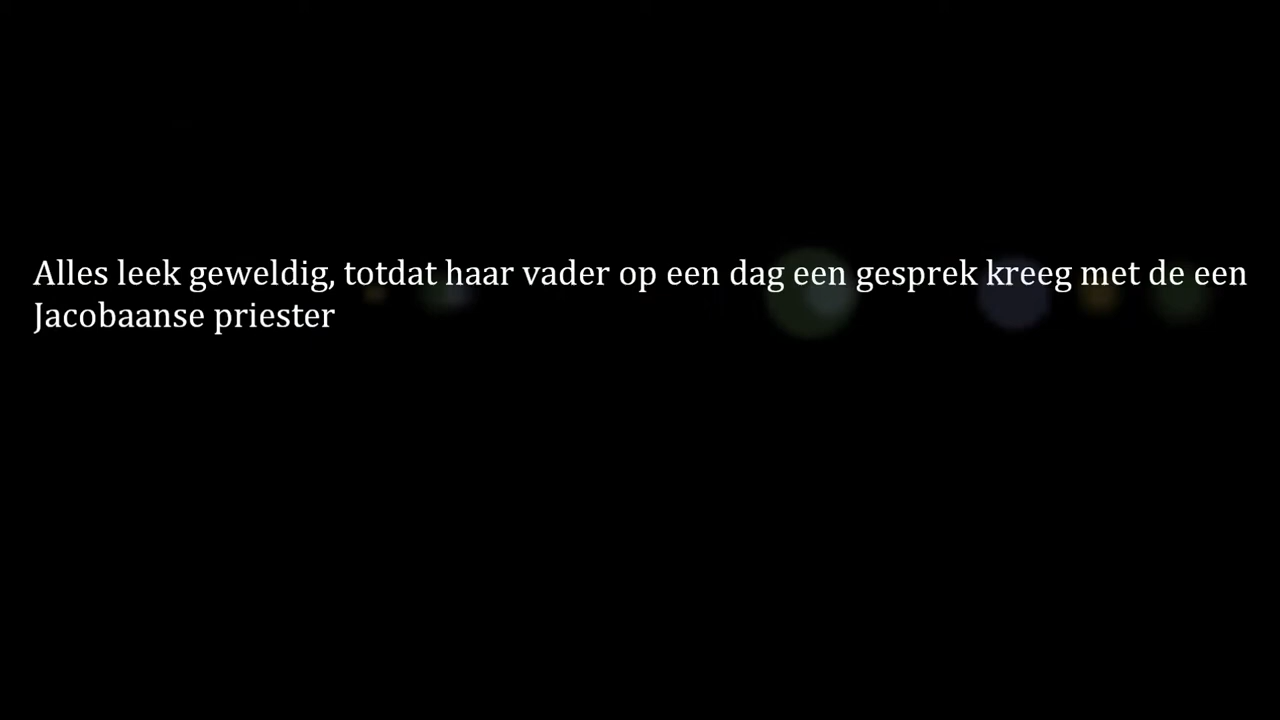 Alles leek geweldig, totdat haar vader op een dag een gesprek kreeg met de een
Jacobaanse priester